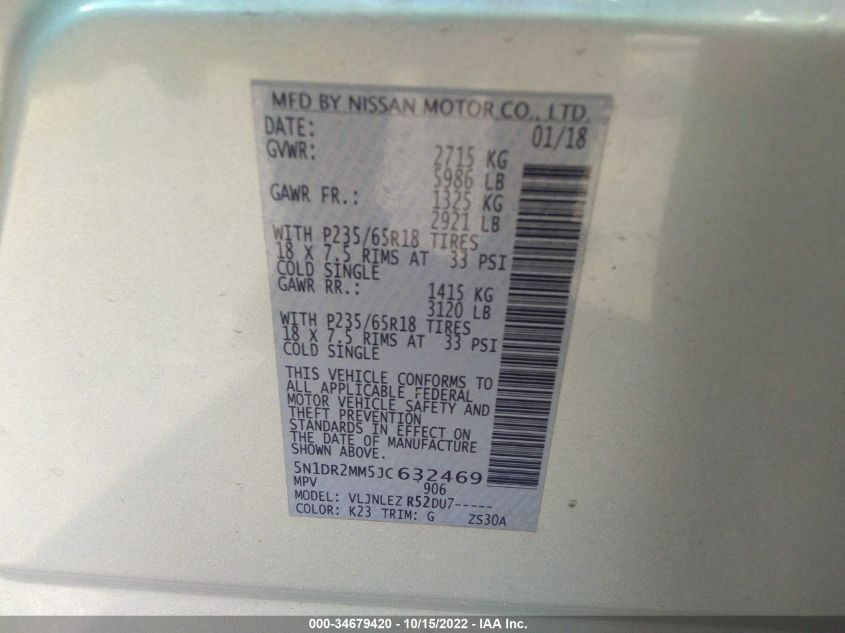 MFD BY NISSAN MOTOR CO., LTD.
DATE: 01/18
GVWR: 2715 KG
5986 LB
GAWR FR.: 1325 KG
2921 LB
WITH P235/65R18 TIRES
18 X 7.5 RIMS AT 33 PSI
COLD SINGLE
GAWR RR.: 1415 KG
3120 LB
WITH P235/65R18 TIRES
18 X 7.5 RIMS AT 33 PSI
COLD SINGLE
THIS VEHICLE CONFORMS TO
ALL APPLICABLE FEDERAL
MOTOR VEHICLE SAFETY AND
THEFT PREVENTION
STANDARDS IN EFFECT ON
THE DATE OF MANUFACTURE
SHOWN ABOVE.
5N1DR2MM5JC632469
MPV 906
MODEL: VLJNLEZ R52DU7-----
COLOR: K23 TRIM: G ZS30A
000-34679420 - 10/15/2022 - IAA Inc.